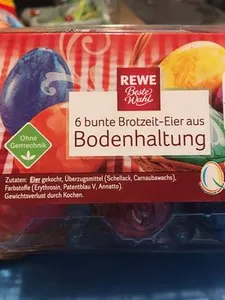 REWE
Beste
Wahl
6 bunte Brotzeit-Eier aus
Bodenhaltung
Ohne
Gentechnik
Zutaten: Eier gekocht, Überzugsmittel (Schellack, Carnaubawachs),
Farbstoffe (Erythrosin, Patentblau V, Annatto).
Gewichtsverlust durch Kochen.